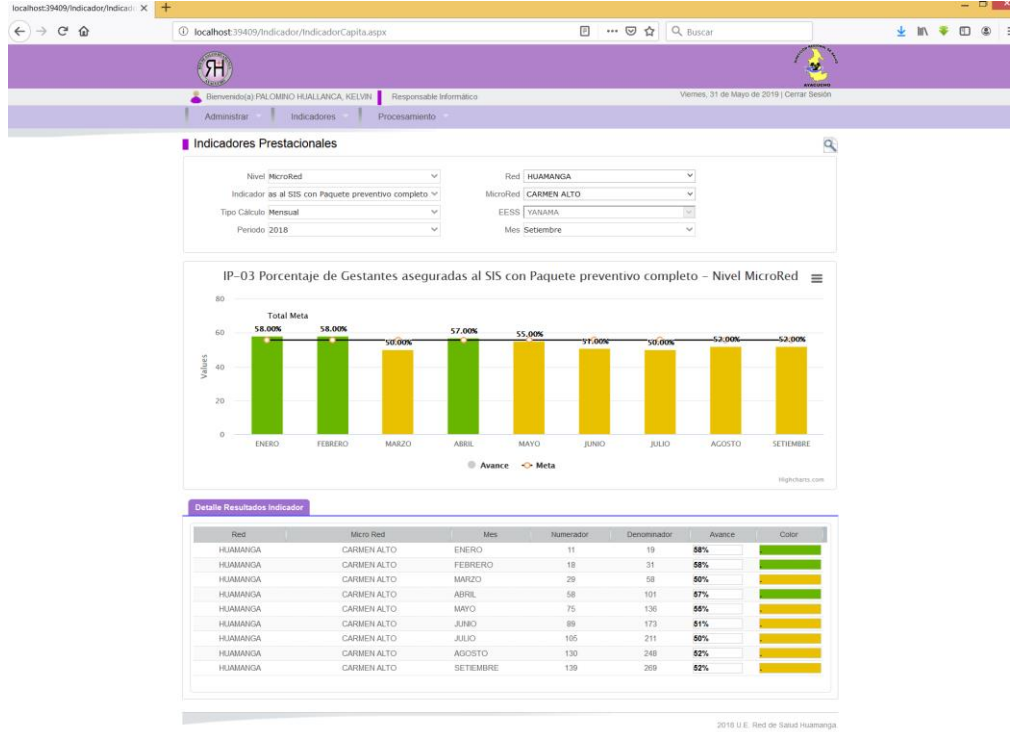 localhost:39409/Indicador/Indicad
localhost:39409/Indicador/IndicadorCapita.aspx
Buscar
RH
AYACUCHO
Bienvenido(a):PALOMINO HUALLANCA, KELVIN
Responsable Informático
Viernes, 31 de Mayo de 2019 | Cerrar Sesión
Administrar
Indicadores
Procesamiento
Indicadores Prestacionales
Nivel MicroRed
Red HUAMANGA
Indicador as al SIS con Paquete preventivo completo
MicroRed CARMEN ALTO
Tipo Cálculo Mensual
EESS YANAMA
Periodo 2018
Mes Setiembre
IP-03 Porcentaje de Gestantes aseguradas al SIS con Paquete preventivo completo - Nivel MicroRed
80
60
40
20
0
Values
Total Meta
58.00%
58.00%
50.00%
57.00%
55.00%
51.00%
50.00%
52.00%
52.00%
ENERO FEBRERO MARZO ABRIL MAYO JUNIO JULIO AGOSTO SETIEMBRE
Avance Meta
Highcharts.com
Detalle Resultados Indicador
Red Micro Red Mes Numerador Denominador Avance Color
HUAMANGA CARMEN ALTO ENERO 11 19 58%
HUAMANGA CARMEN ALTO FEBRERO 18 31 58%
HUAMANGA CARMEN ALTO MARZO 29 58 50%
HUAMANGA CARMEN ALTO ABRIL 58 101 57%
HUAMANGA CARMEN ALTO MAYO 75 136 55%
HUAMANGA CARMEN ALTO JUNIO 89 173 51%
HUAMANGA CARMEN ALTO JULIO 105 211 50%
HUAMANGA CARMEN ALTO AGOSTO 130 248 52%
HUAMANGA CARMEN ALTO SETIEMBRE 139 269 52%
2018 U.E. Red de Salud Huamanga